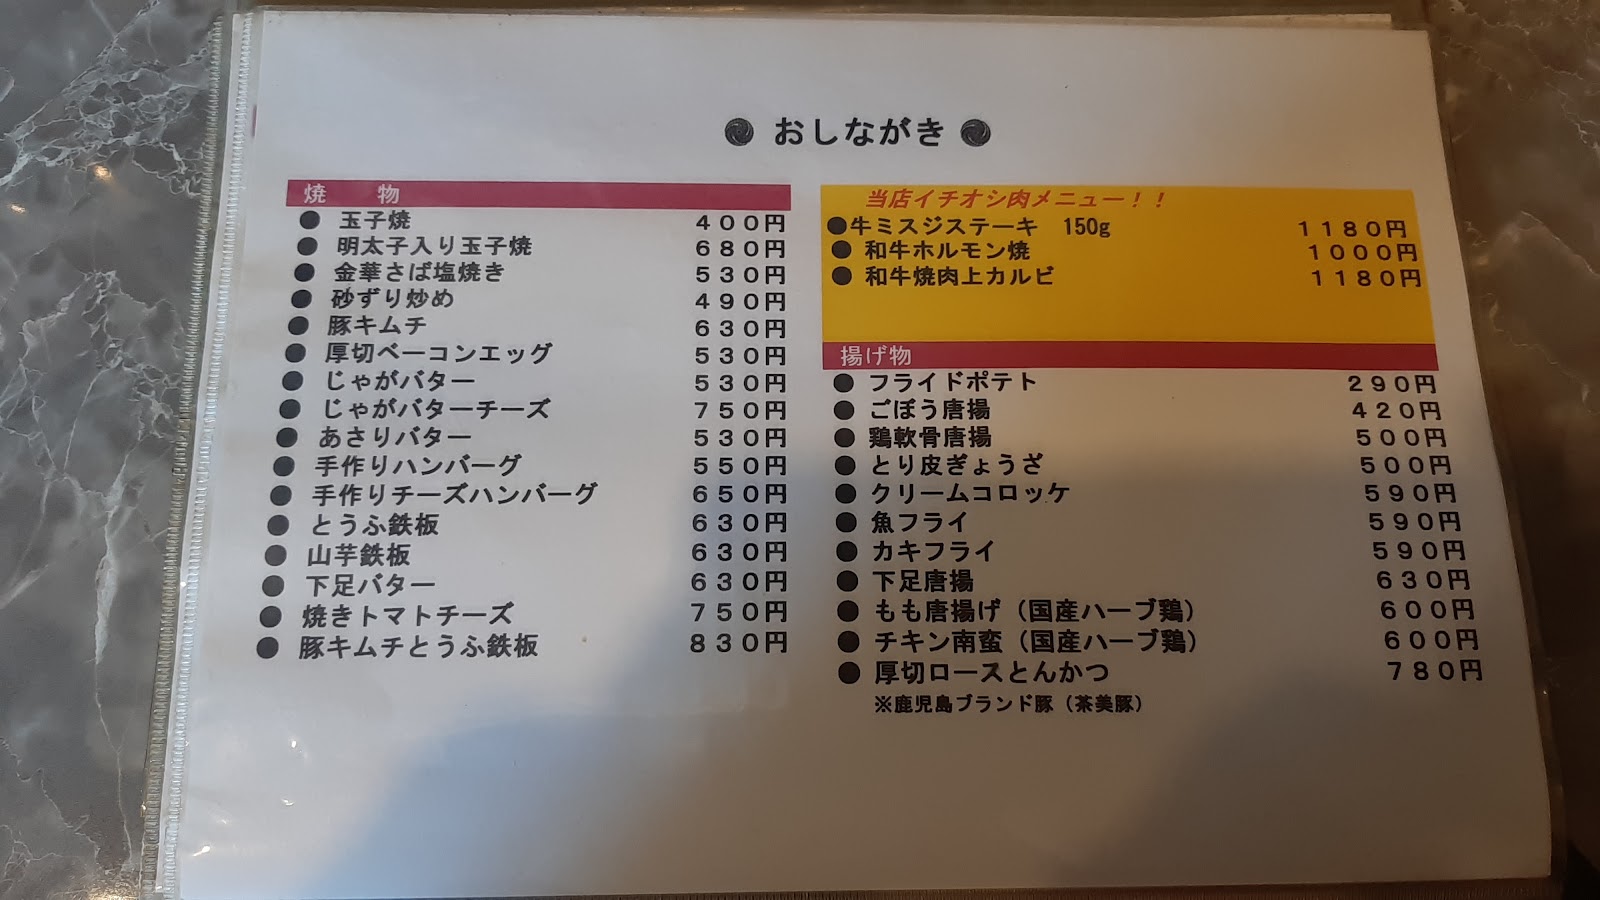 おしながき
焼　物
● 玉子焼 ４００円
● 明太子入り玉子焼 ６８０円
● 金華さば塩焼き ５３０円
● 砂ずり炒め ４９０円
● 豚キムチ ６３０円
● 厚切ベーコンエッグ ５３０円
● じゃがバター ５３０円
● じゃがバターチーズ ７５０円
● あさりバター ５３０円
● 手作りハンバーグ ５５０円
● 手作りチーズハンバーグ ６５０円
● とうふ鉄板 ６３０円
● 山芋鉄板 ６３０円
● 下足バター ６３０円
● 焼きトマトチーズ ７５０円
● 豚キムチとうふ鉄板 ８３０円
当店イチオシ肉メニュー！！
●牛ミスジステーキ　150g １１８０円
● 和牛ホルモン焼 １０００円
● 和牛焼肉上カルビ １１８０円
揚げ物
● フライドポテト ２９０円
● ごぼう唐揚 ４２０円
● 鶏軟骨唐揚 ５００円
● とり皮ぎょうざ ５００円
● クリームコロッケ ５９０円
● 魚フライ ５９０円
● カキフライ ５９０円
● 下足唐揚 ６３０円
● もも唐揚げ（国産ハーブ鶏） ６００円
● チキン南蛮（国産ハーブ鶏） ６００円
● 厚切ロースとんかつ ７８０円
※鹿児島ブランド豚（茶美豚）